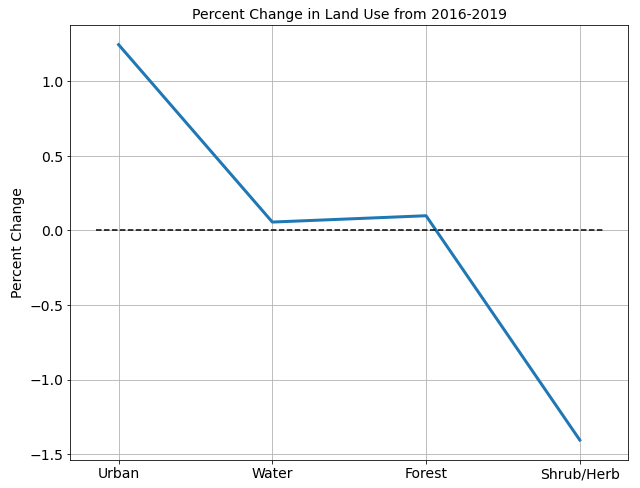 Percent Change in Land Use from 2016-2019
Percent Change
1.0
0.5
0.0
−0.5
−1.0
−1.5
Urban Water Forest Shrub/Herb